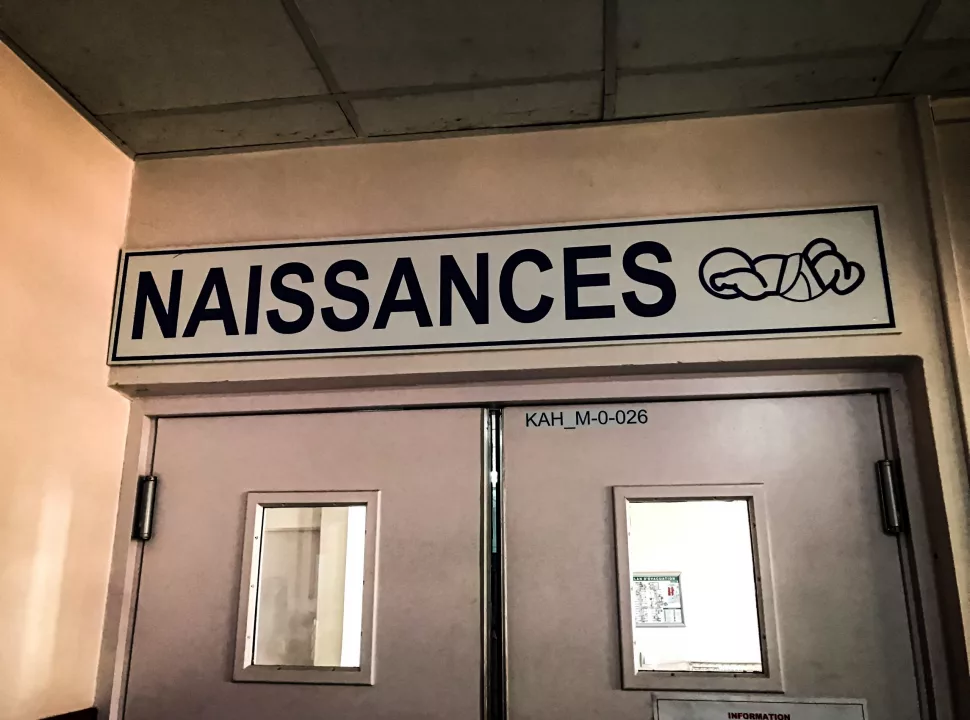 NAISSANCES
KAH_M-0-026
INFORMATION